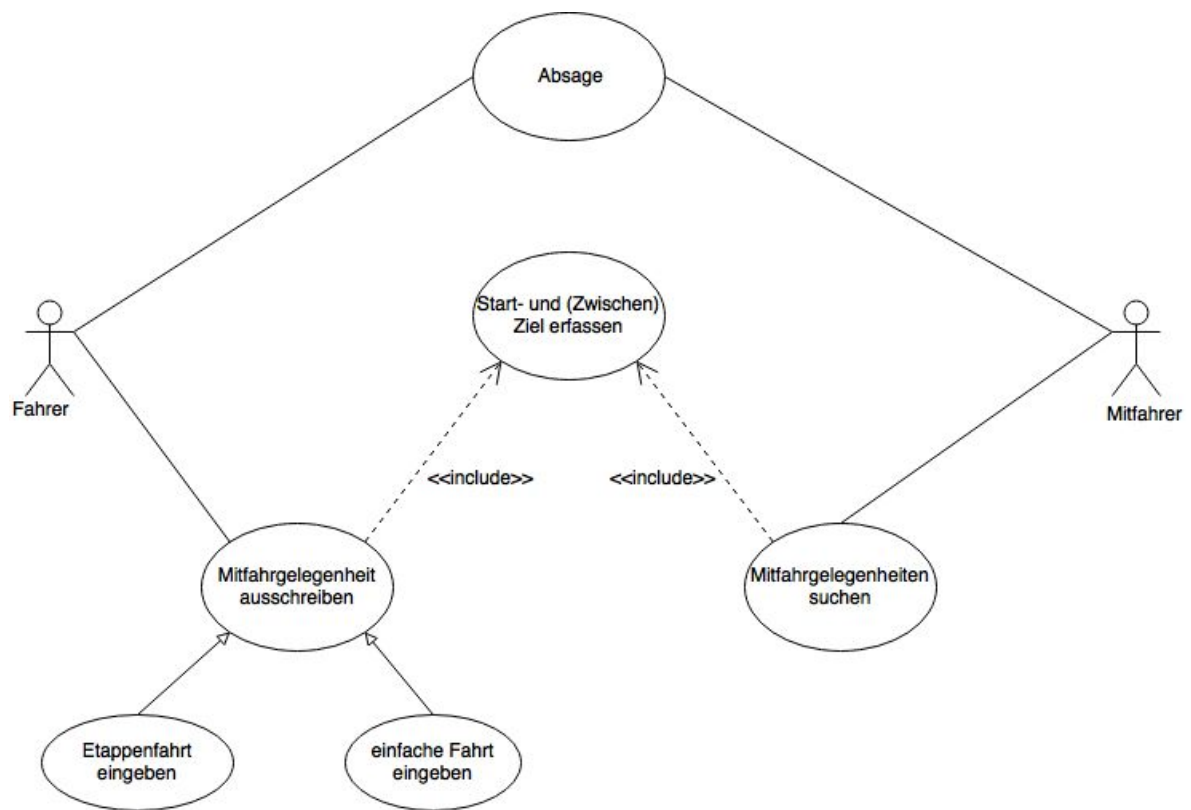 Absage
Start- und (Zwischen)
Ziel erfassen
Fahrer
Mitfahrer
<<include>>
<<include>>
Mitfahrgelegenheit
ausschreiben
Mitfahrgelegenheiten
suchen
Etappenfahrt
eingeben
einfache Fahrt
eingeben